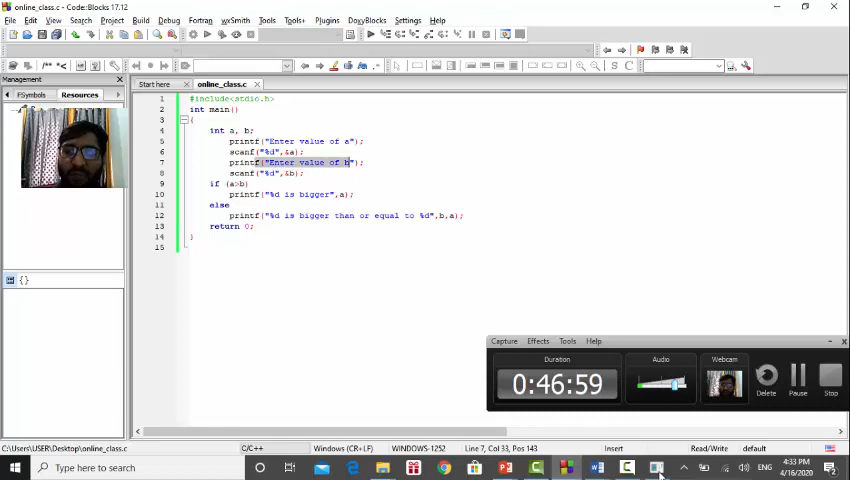 online_class.c - Code::Blocks 17.12
File Edit View Search Project Build Debug Fortran wxSmith Tools Tools+ Plugins DoxyBlocks Settings Help
Management
FSymbols Resources
Start here online_class.c
1 #include<stdio.h>
2 int main()
3 {
4 int a, b;
5 printf("Enter value of a");
6 scanf("%d",&a);
7 printf("Enter value of b");
8 scanf("%d",&b);
9 if (a>b)
10 printf("%d is bigger",a);
11 else
12 printf("%d is bigger than or equal to %d",b,a);
13 return 0;
14 }
15
{}
Capture Effects Tools Help
Duration Audio Webcam
0:46:59
Delete Pause Stop
C:\Users\USER\Desktop\online_class.c C/C++ Windows (CR+LF) WINDOWS-1252 Line 7, Col 33, Pos 143 Insert Read/Write default
Type here to search
ENG
4:33 PM
4/16/2020